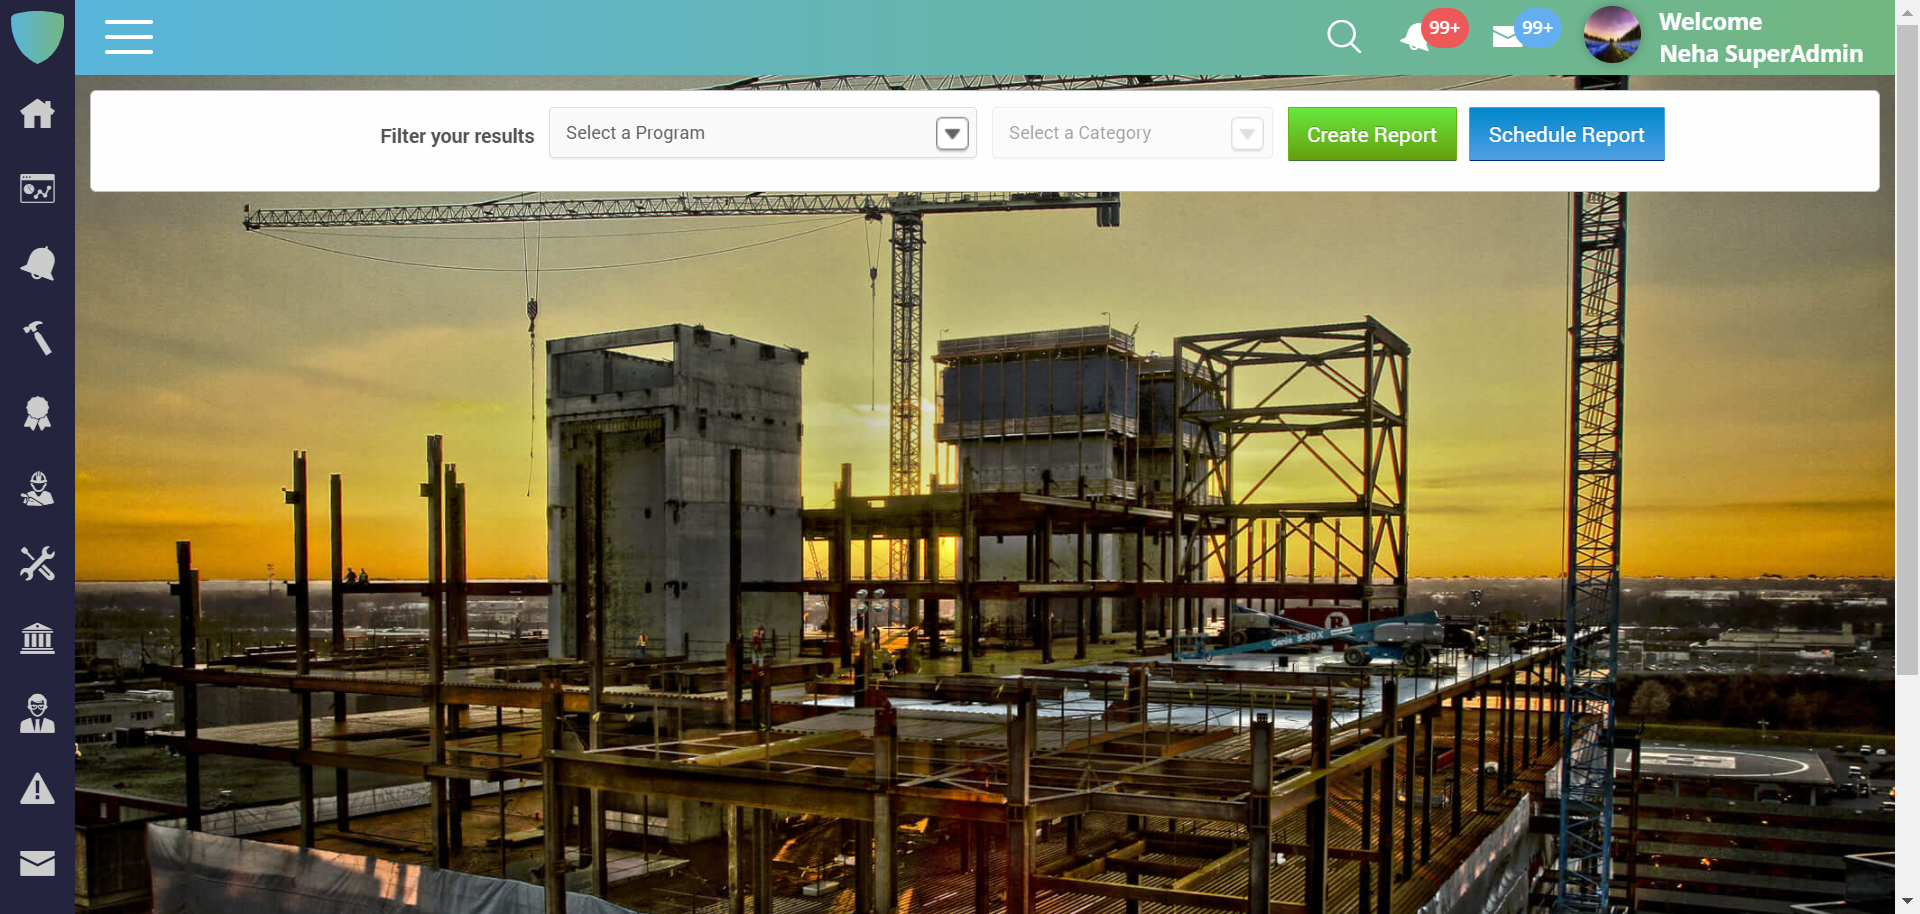 99+
99+
Welcome
Neha SuperAdmin
Filter your results
Select a Program
Select a Category
Create Report
Schedule Report
Genie S-80X
R